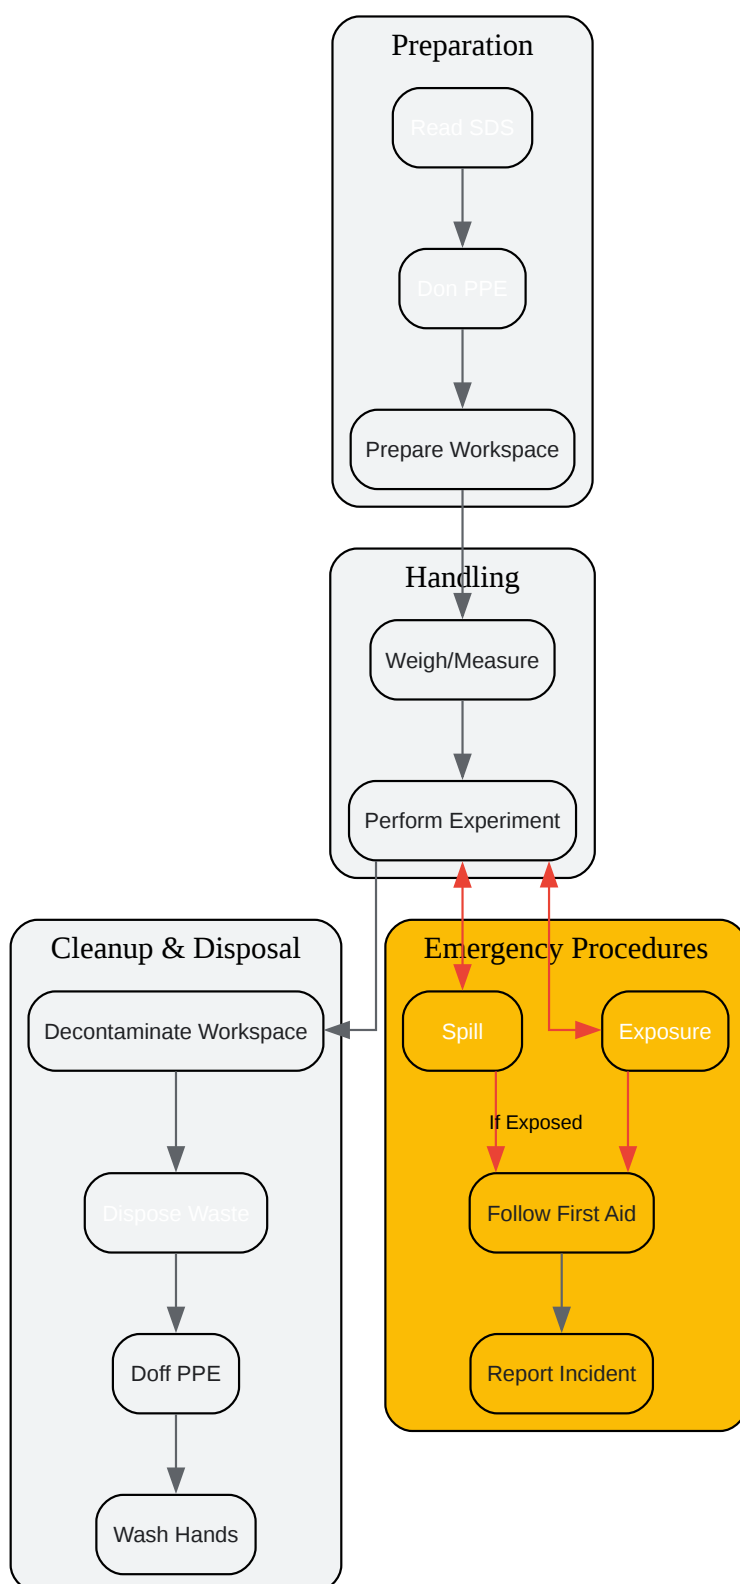 Preparation
Read SDS
Don PPE
Prepare Workspace
Handling
Weigh/Measure
Perform Experiment
Cleanup & Disposal
Decontaminate Workspace
Dispose Waste
Doff PPE
Wash Hands
Emergency Procedures
Spill
Exposure
If Exposed
Follow First Aid
Report Incident